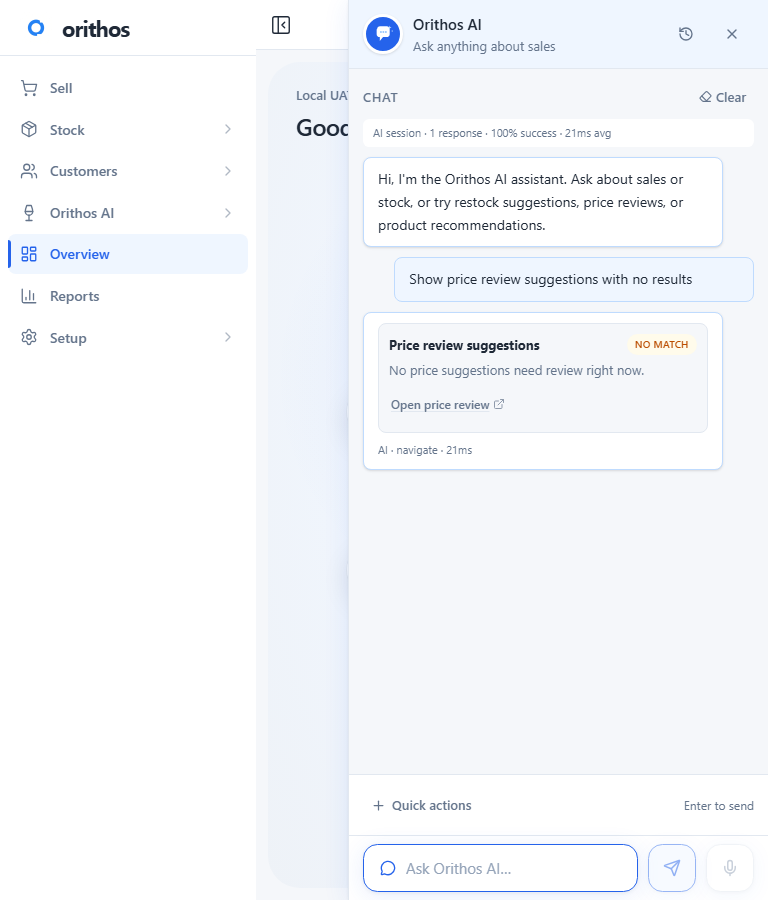 orithos
Sell
Stock
Customers
Orithos AI
Overview
Reports
Setup
Local UA
Good
Orithos AI
Ask anything about sales
CHAT
Clear
AI session · 1 response · 100% success · 21ms avg
Hi, I'm the Orithos AI assistant. Ask about sales or
stock, or try restock suggestions, price reviews, or
product recommendations.
Show price review suggestions with no results
Price review suggestions
NO MATCH
No price suggestions need review right now.
Open price review
AI · navigate · 21ms
Quick actions
Enter to send
Ask Orithos AI...